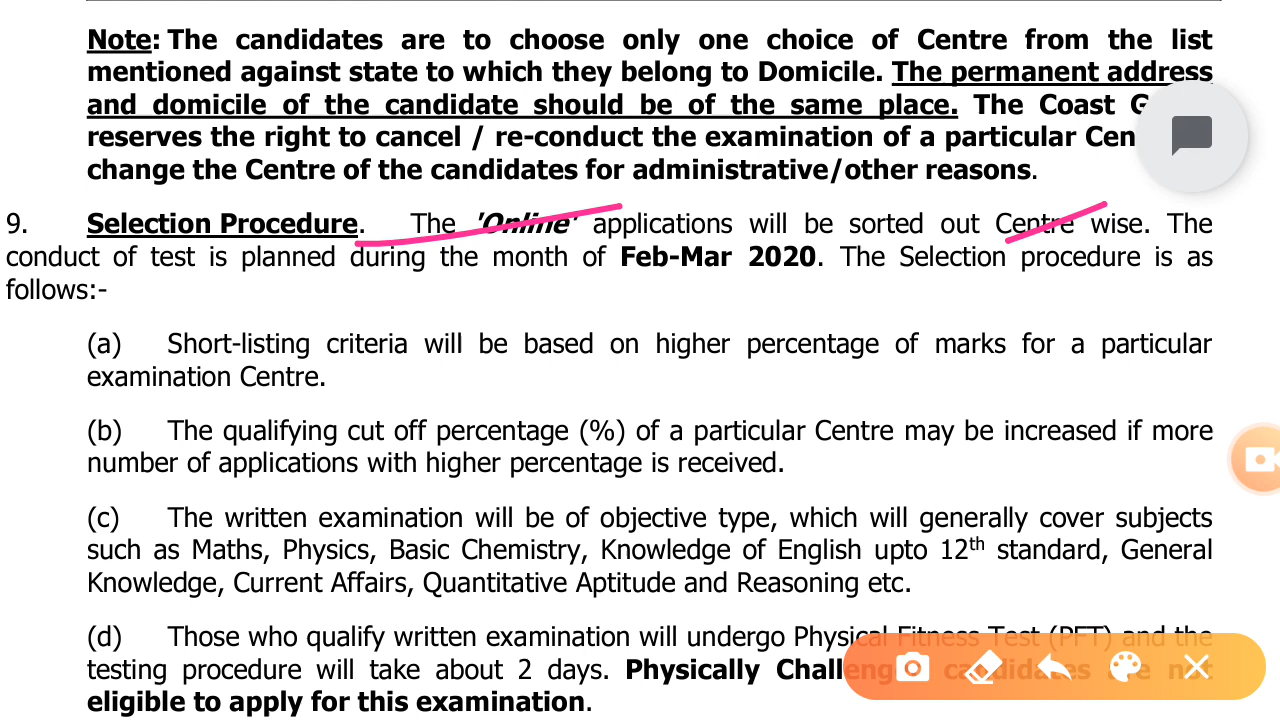 Note: The candidates are to choose only one choice of Centre from the list
mentioned against state to which they belong to Domicile. The permanent address
and domicile of the candidate should be of the same place. The Coast G
reserves the right to cancel / re-conduct the examination of a particular Cen
change the Centre of the candidates for administrative/other reasons.
9. Selection Procedure. The 'Online' applications will be sorted out Centre wise. The
conduct of test is planned during the month of Feb-Mar 2020. The Selection procedure is as
follows:-
(a) Short-listing criteria will be based on higher percentage of marks for a particular
examination Centre.
(b) The qualifying cut off percentage (%) of a particular Centre may be increased if more
number of applications with higher percentage is received.
(c) The written examination will be of objective type, which will generally cover subjects
such as Maths, Physics, Basic Chemistry, Knowledge of English upto 12th standard, General
Knowledge, Current Affairs, Quantitative Aptitude and Reasoning etc.
(d) Those who qualify written examination will undergo Physical Fitness Test (PFT) and the
testing procedure will take about 2 days. Physically Challenged candidates are not
eligible to apply for this examination.